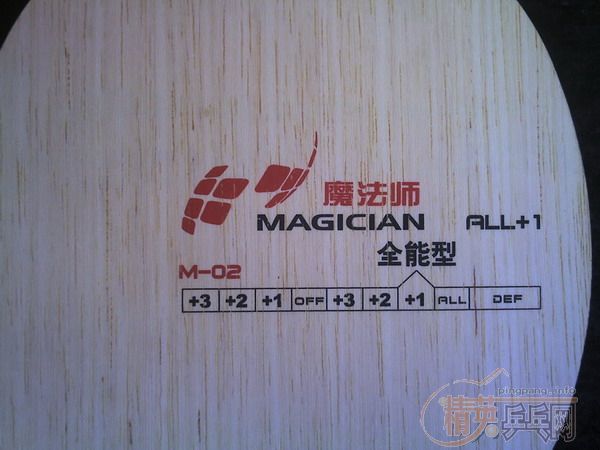 魔法师
MAGICIAN ALL+1
全能型
M-02
+3 +2 +1 OFF +3 +2 +1 ALL DEF
pingpang.info
精英乒乓网